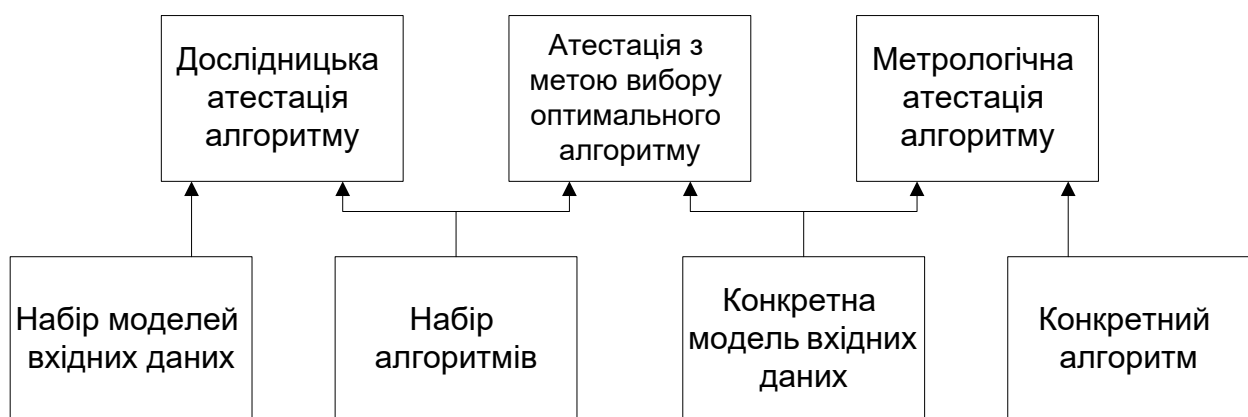 Дослідницька
атестація
алгоритму
Атестація з
метою вибору
оптимального
алгоритму
Метрологічна
атестація
алгоритму
Набір моделей
вхідних даних
Набір
алгоритмів
Конкретна
модель вхідних
даних
Конкретний
алгоритм